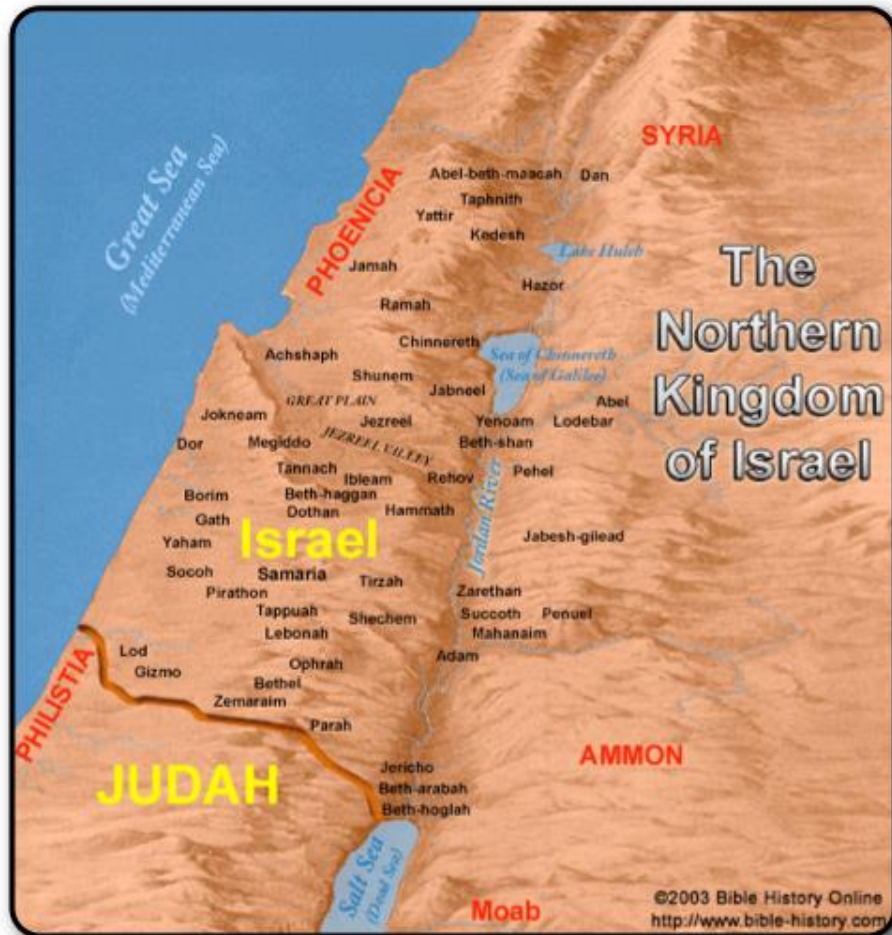 SYRIA
Abel-beth-maacah
Dan
Great Sea
(Mediterranean Sea)
PHOENICIA
Taphnith
Yattir
Kedesh
Lake Huleh
Jamah
Hazor
Ramah
The
Northern
Kingdom
of Israel
Chinnereth
Achshaph
Sea of Chinnereth
(Sea of Galilee)
Shunem
Jabneel
GREAT PLAIN
Abel
Jokneam
Jezreel
Yenoam
Lodebar
Dor
Megiddo
JEZREEL VALLEY
Beth-shan
Tannach
Ibleam
Rehov
Pehel
Borim
Beth-haggan
Dothan
Hammath
Gath
Israel
Jordan River
Yaham
Jabesh-gilead
Socoh
Samaria
Tirzah
Pirathon
Zarethan
Tappuah
Shechem
Succoth
Penuel
Lebonah
Mahanaim
Lod
Gizmo
Ophrah
Adam
Bethel
PHILISTIA
Zemaraim
Parah
AMMON
JUDAH
Jericho
Beth-arabah
Beth-hoglah
Salt Sea
(Dead Sea)
Moab
©2003 Bible History Online
http://www.bible-history.com